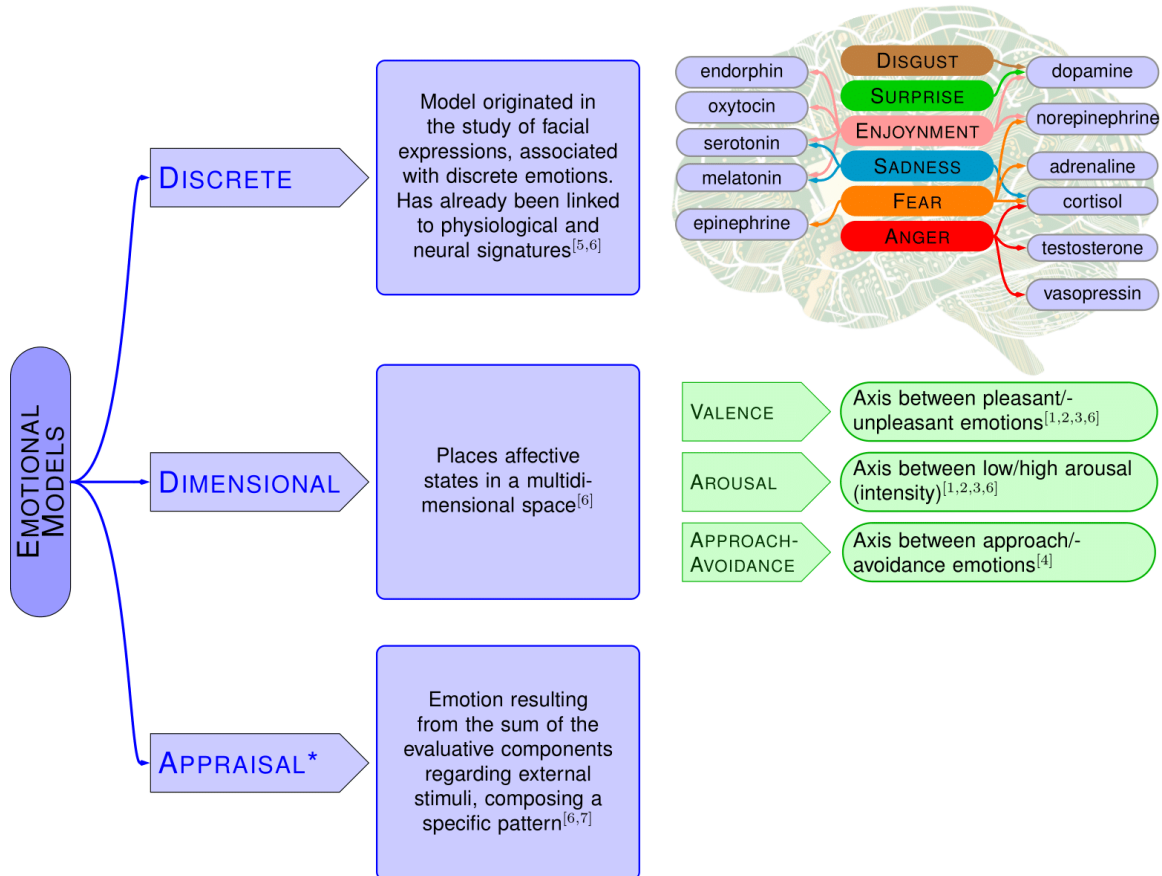 EMOTIONAL
MODELS
DISCRETE
Model originated in
the study of facial
expressions, associated
with discrete emotions.
Has already been linked
to physiological and
neural signatures[5,6]
endorphin
oxytocin
serotonin
melatonin
epinephrine
DISGUST
SURPRISE
ENJOYNMENT
SADNESS
FEAR
ANGER
dopamine
norepinephrine
adrenaline
cortisol
testosterone
vasopressin
DIMENSIONAL
Places affective
states in a multidi-
mensional space[6]
VALENCE
Axis between pleasant/-
unpleasant emotions[1,2,3,6]
AROUSAL
Axis between low/high arousal
(intensity)[1,2,3,6]
APPROACH-
AVOIDANCE
Axis between approach/-
avoidance emotions[4]
APPRAISAL*
Emotion resulting
from the sum of the
evaluative components
regarding external
stimuli, composing a
specific pattern[6,7]